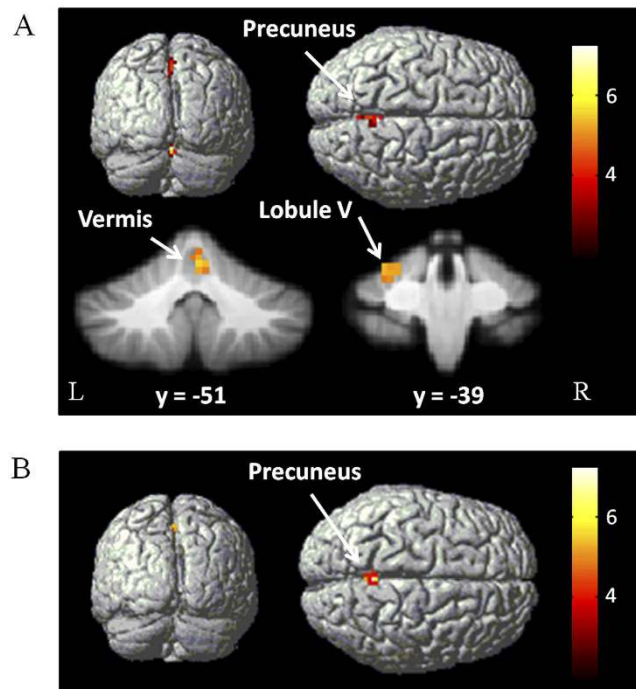 A
Precuneus
6
4
Vermis
Lobule V
L
y = -51
y = -39
R
B
Precuneus
6
4